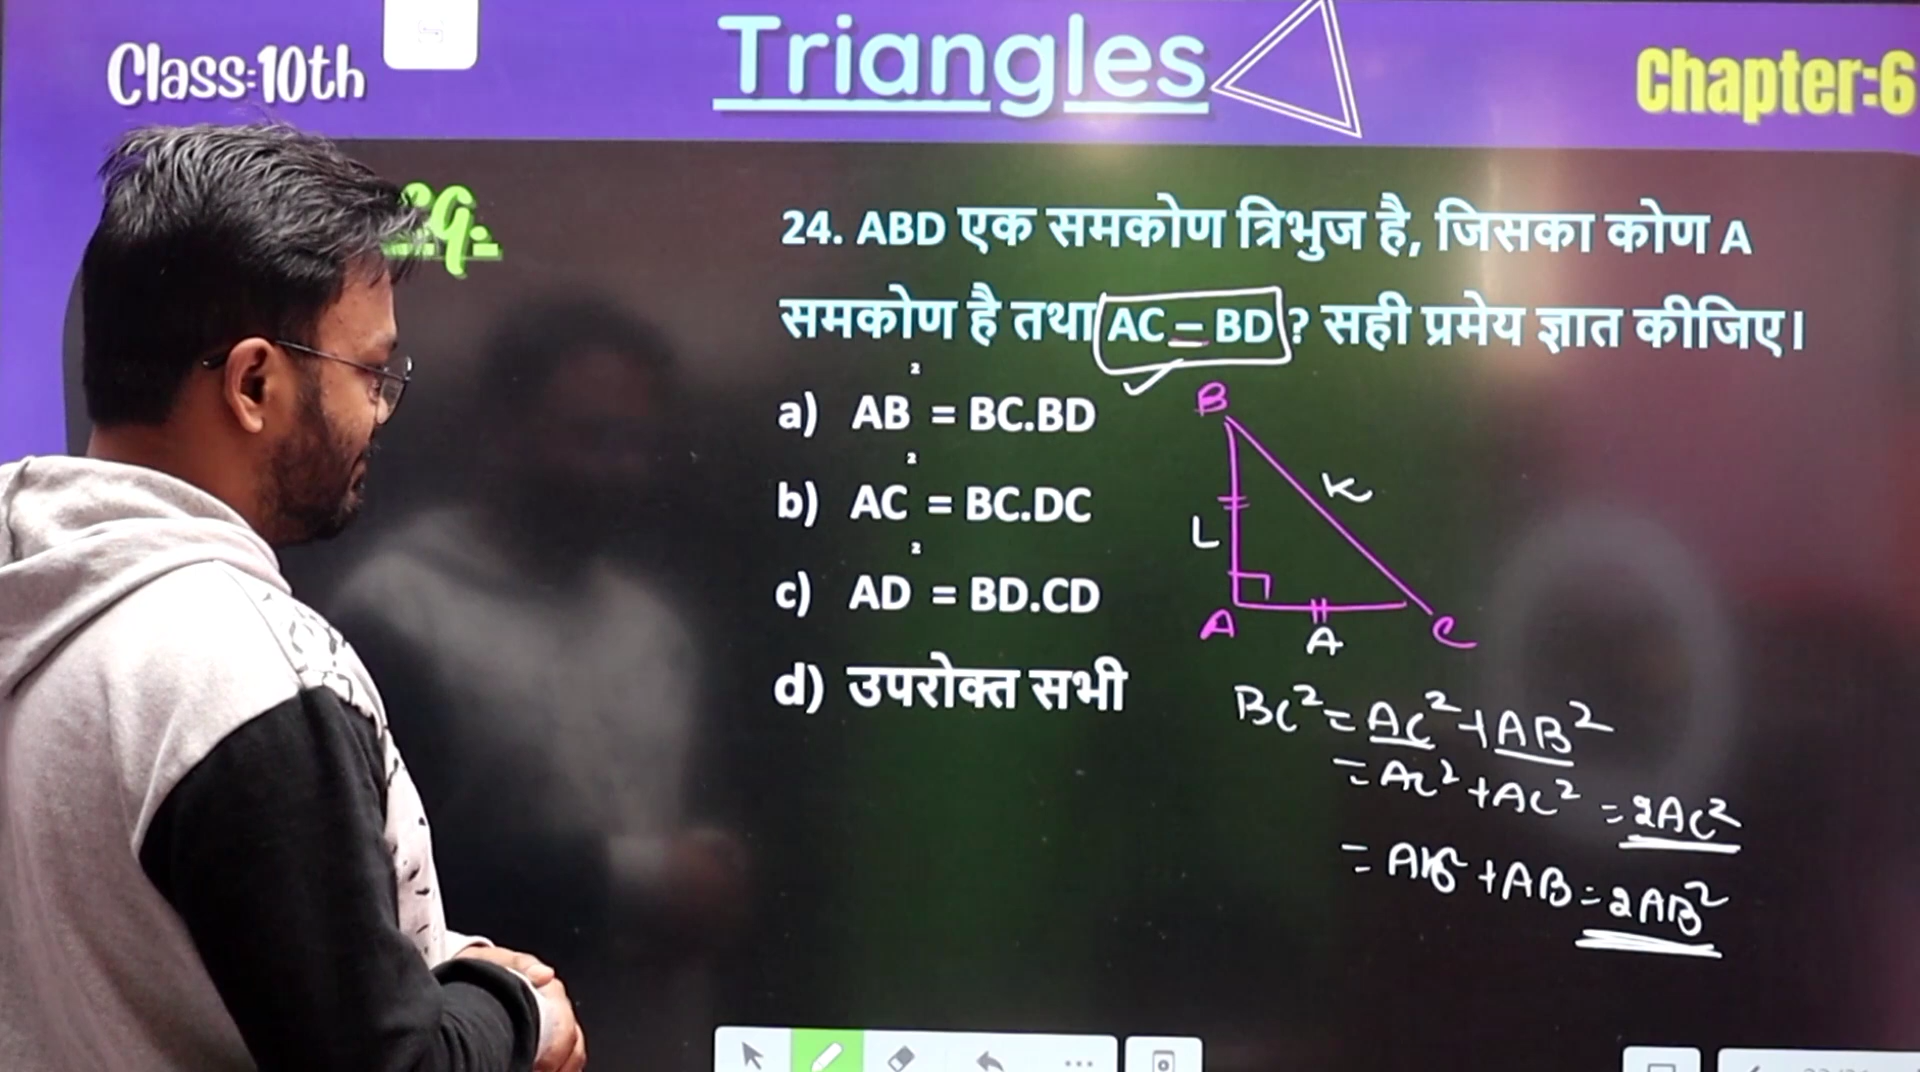 Class:10th
Triangles
Chapter:6
24. ABD एक समकोण त्रिभुज है, जिसका कोण A
समकोण है तथा AC = BD ? सही प्रमेय ज्ञात कीजिए।
a) AB² = BC.BD
b) AC² = BC.DC
c) AD² = BD.CD
d) उपरोक्त सभी
B
K
L
A
C
A
BC² = AC² + AB²
= AC² + AC² = 2AC²
+ AB = 2AB²